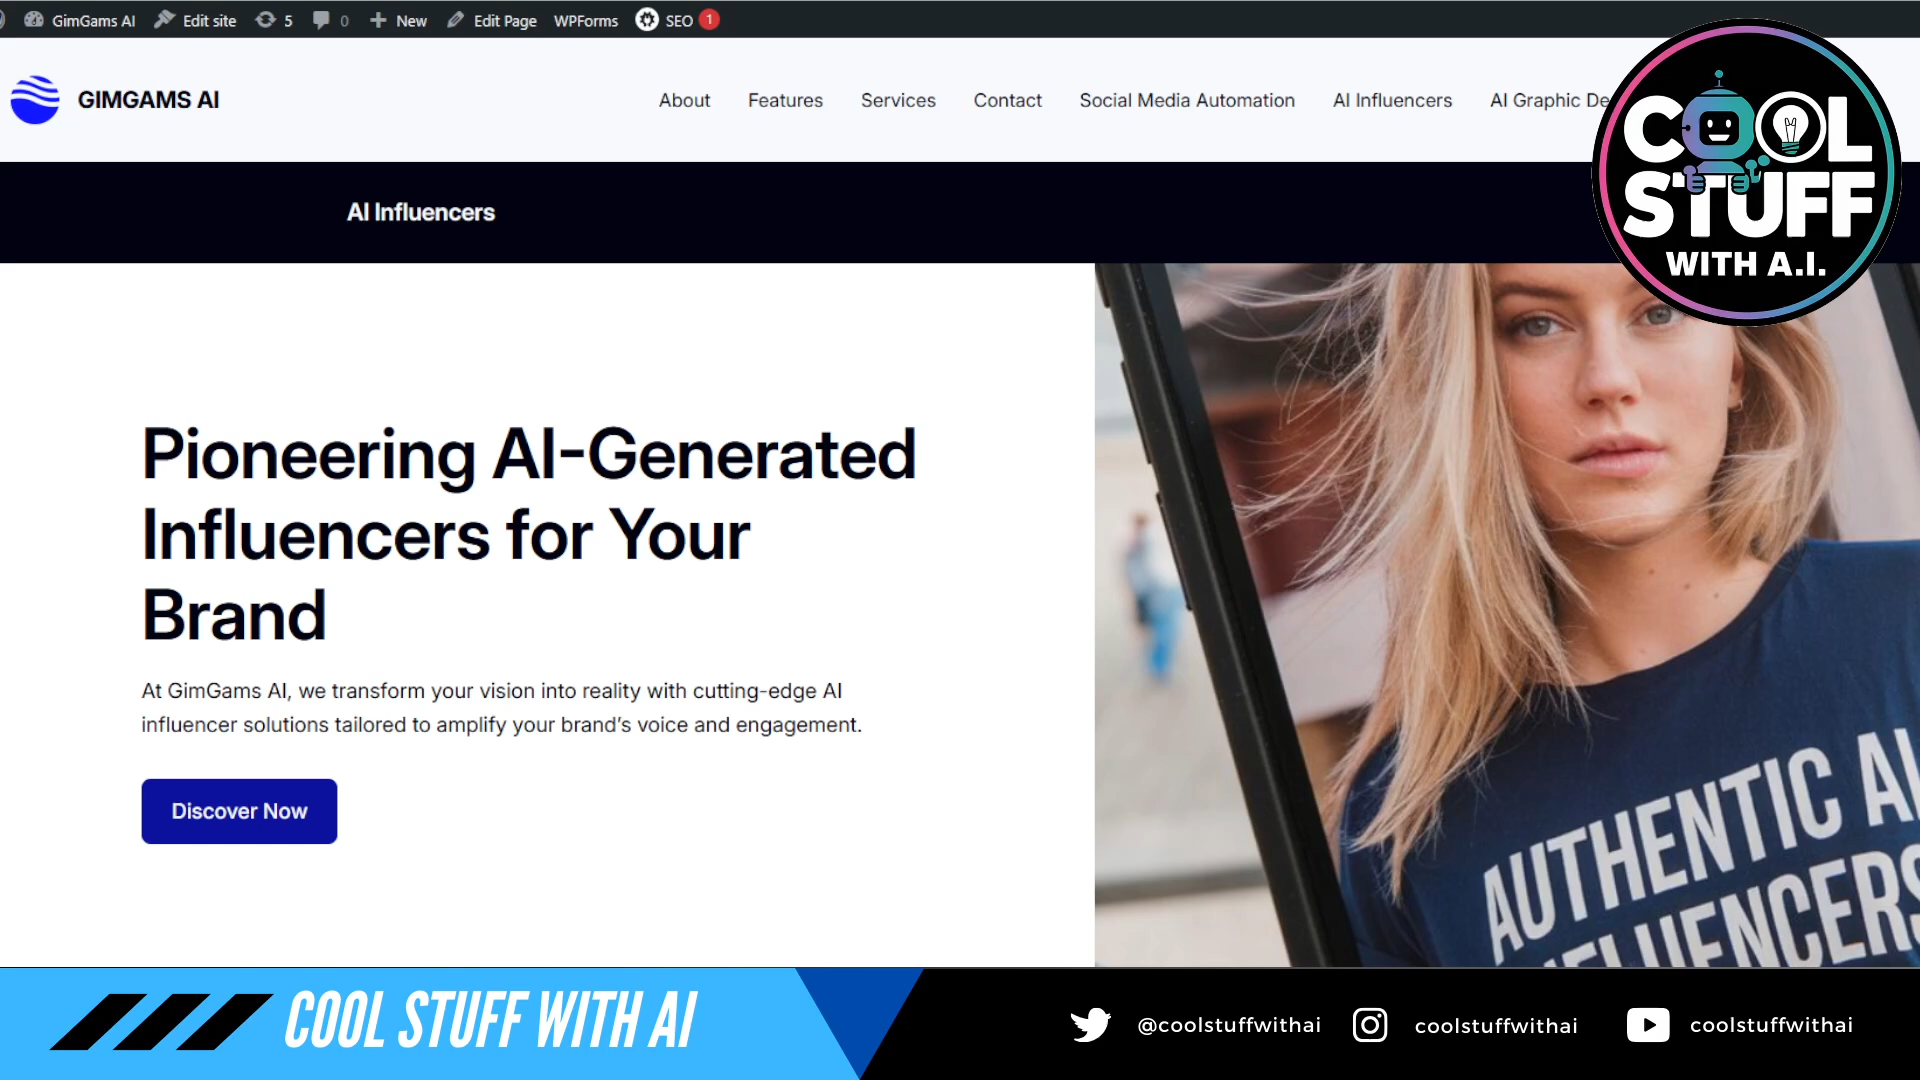 GimGams AI Edit site 5 0 New Edit Page WPForms SEO 1
GIMGAMS AI
About Features Services Contact Social Media Automation AI Influencers AI Graphic De
COOL
STUFF
WITH A.I.
AI Influencers
Pioneering AI-Generated
Influencers for Your
Brand
At GimGams AI, we transform your vision into reality with cutting-edge AI
influencer solutions tailored to amplify your brand's voice and engagement.
Discover Now
AUTHENTIC AI
INFLUENCERS
COOL STUFF WITH AI
@coolstuffwithai coolstuffwithai coolstuffwithai